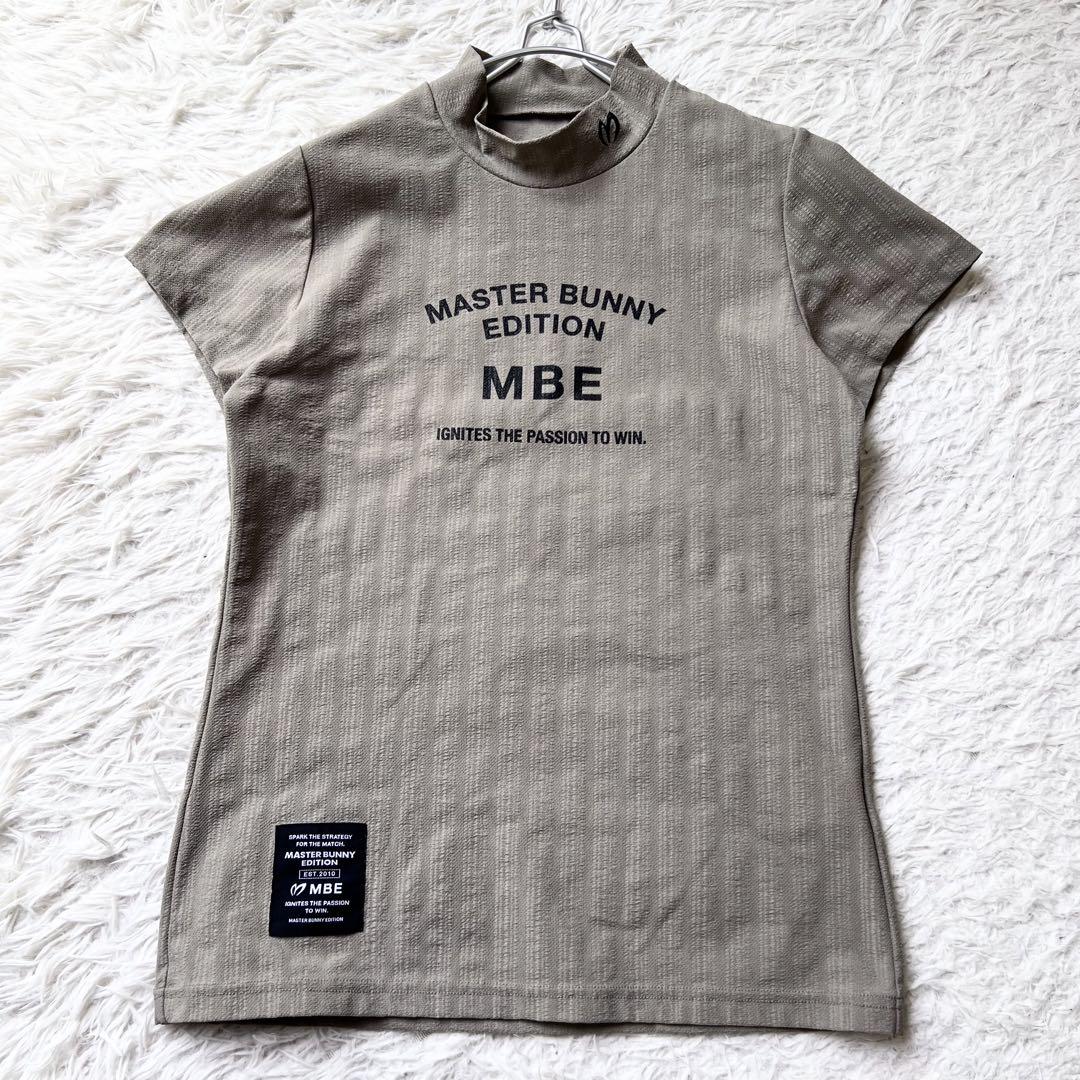 MASTER BUNNY
EDITION
MBE
IGNITES THE PASSION TO WIN.
SPARK THE STRATEGY
FOR THE MATCH.
MASTER BUNNY
EDITION
EST.2010
MBE
IGNITES THE PASSION
TO WIN.
MASTER BUNNY EDITION